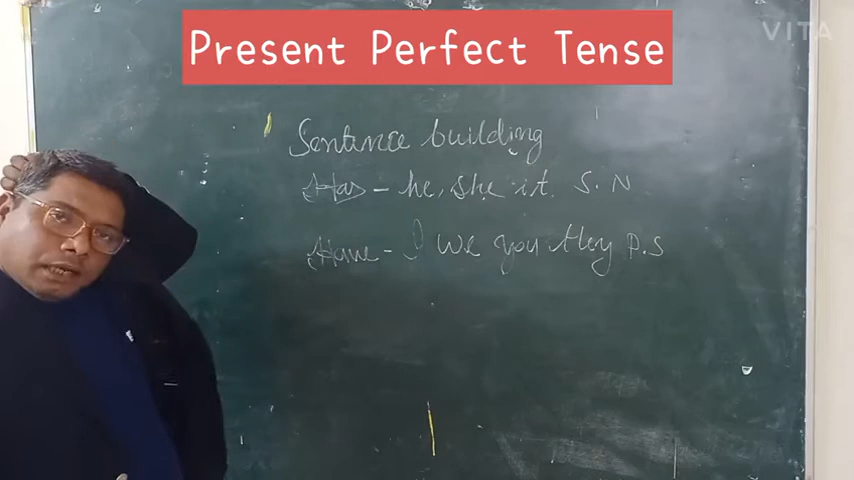 Present Perfect Tense
VITA
Sentence building
Has - he, she it S. N
Have - I we you they P.S